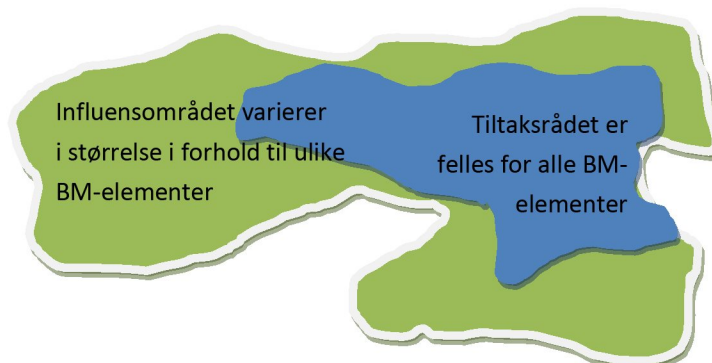 Influensområdet varierer
i størrelse i forhold til ulike
BM-elementer
Tiltaksrådet er
felles for alle BM-
elementer